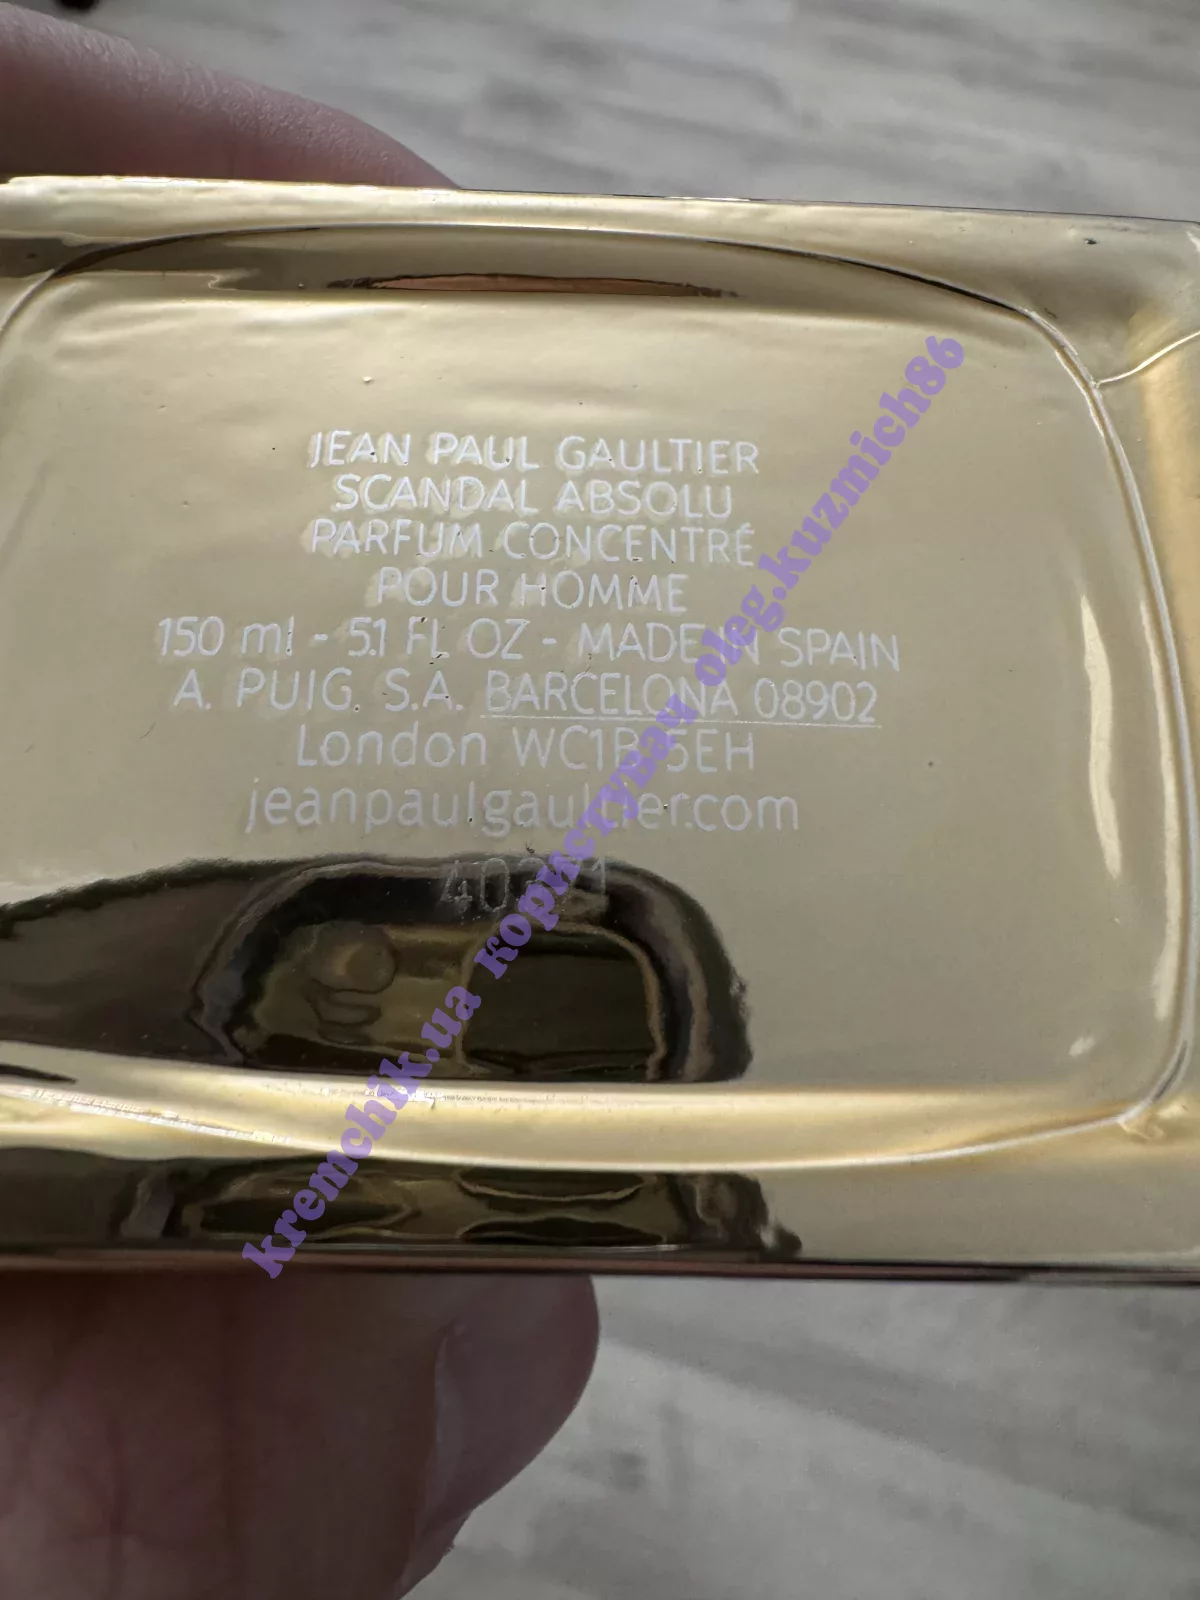 JEAN PAUL GAULTIER
SCANDAL ABSOLU
PARFUM CONCENTRÉ
POUR HOMME
150 ml - 5.1 FL OZ - MADE IN SPAIN
A. PUIG. S.A. BARCELONA 08902
London WC1B 5EH
jeanpaulgaultier.com
kremchik.ua користувач oleg.kuzmich86